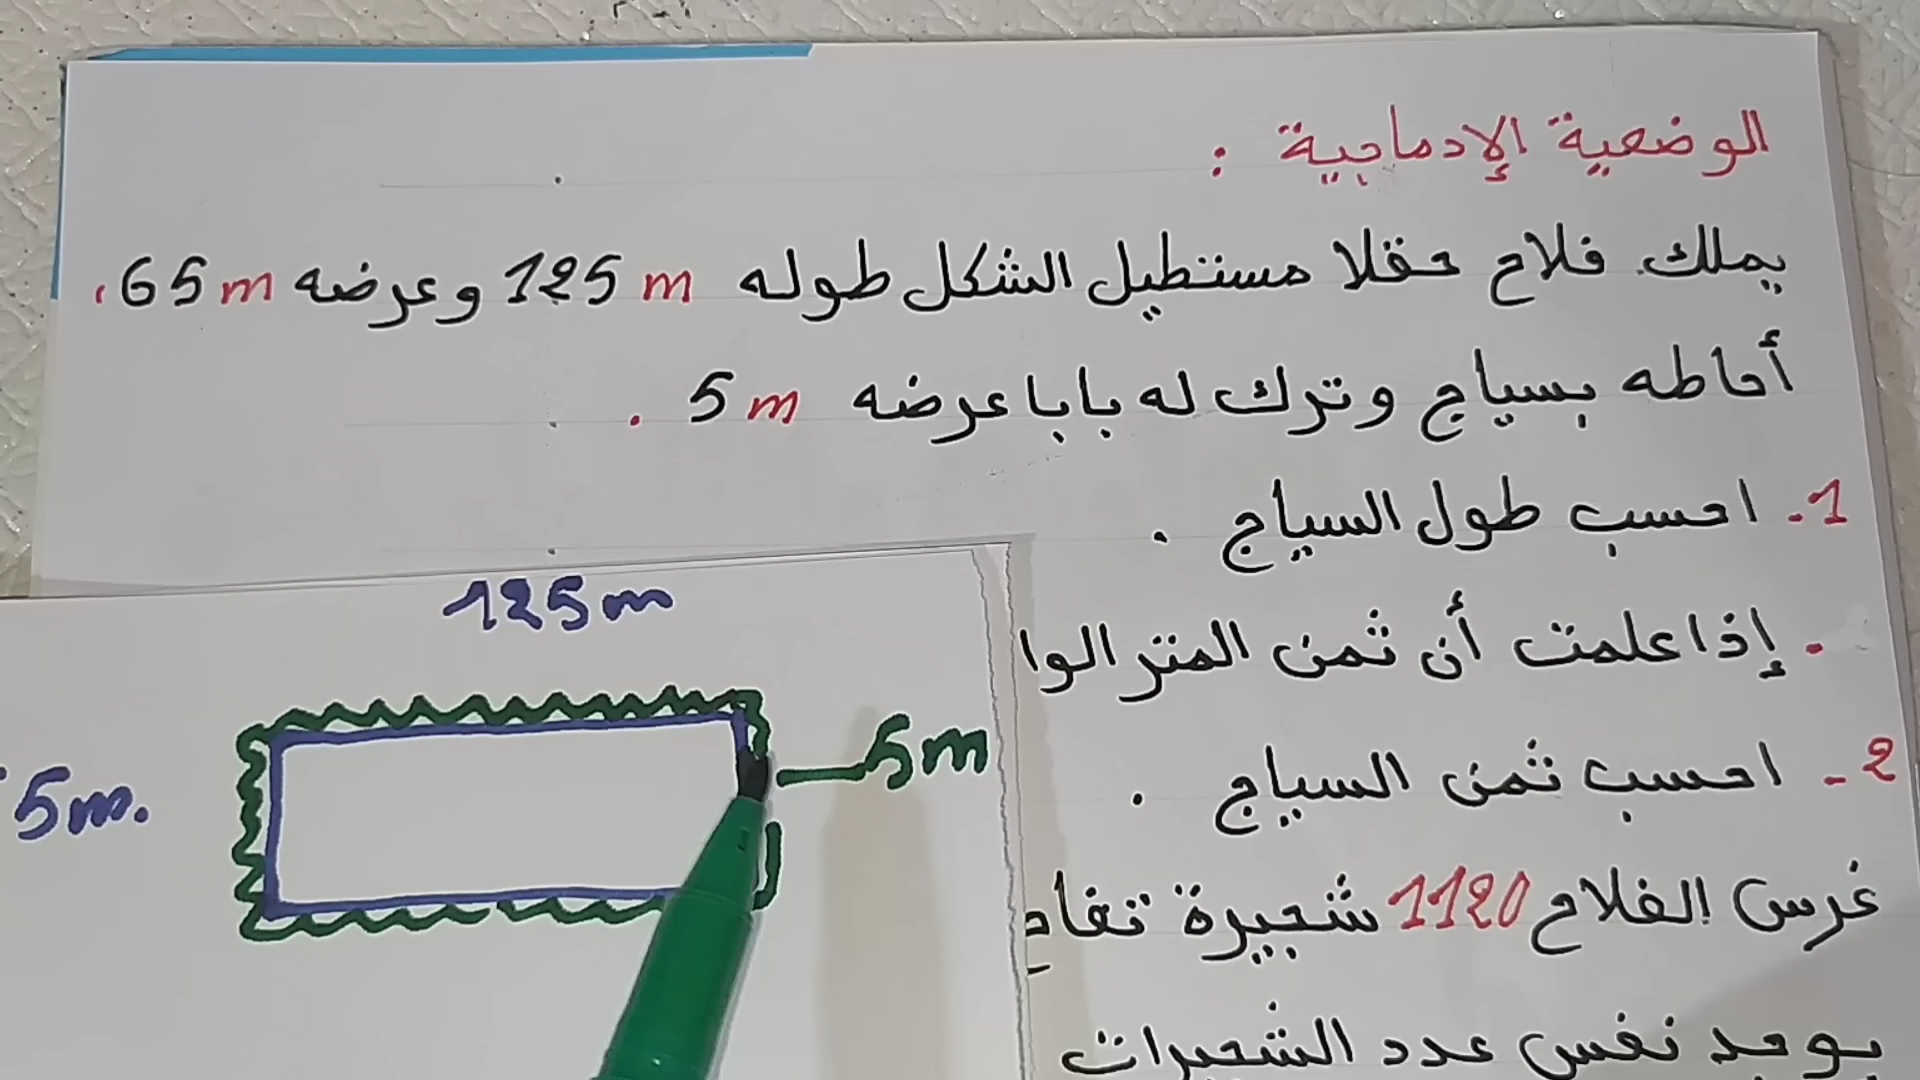 الوضعية الإدماجية :
يملك فلاح حقلا مستطيل الشكل طوله 125 m وعرضه 65 m ،
أحاطه بسياج وترك له بابا عرضه 5 m .
1. احسب طول السياج .
. إذا علمت أن ثمن المتر
2 - احسب ثمن السياج .
غرس الفلاح 1120 شجيرة
يوجد نفس عدد الشجيرات
125m
5m
5m.